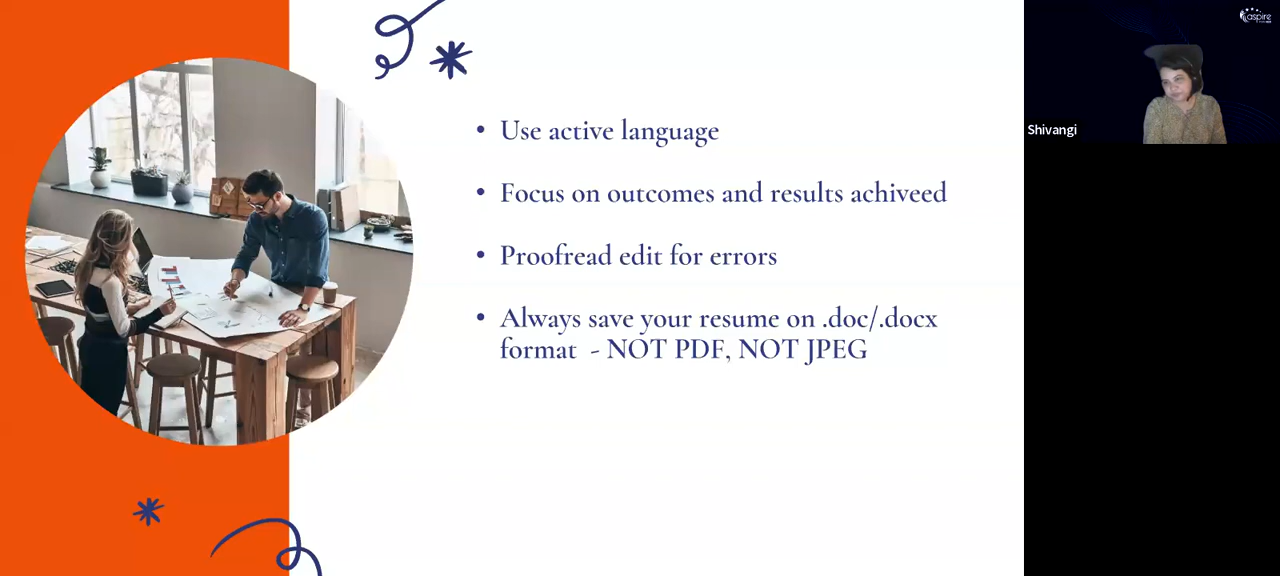 Use active language
Focus on outcomes and results achiveed
Proofread edit for errors
Always save your resume on .doc/.docx
format - NOT PDF, NOT JPEG
aspire
Shivangi